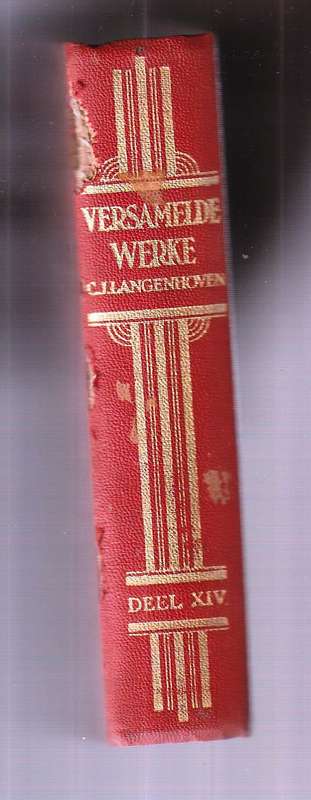 VERSAMELDE
WERKE
C.J. LANGENHOVEN
DEEL XIV.